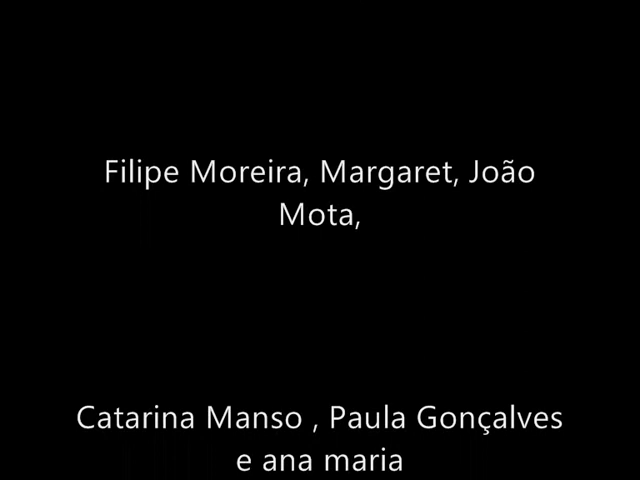 Filipe Moreira, Margaret, João
Mota,
Catarina Manso , Paula Gonçalves
e ana maria